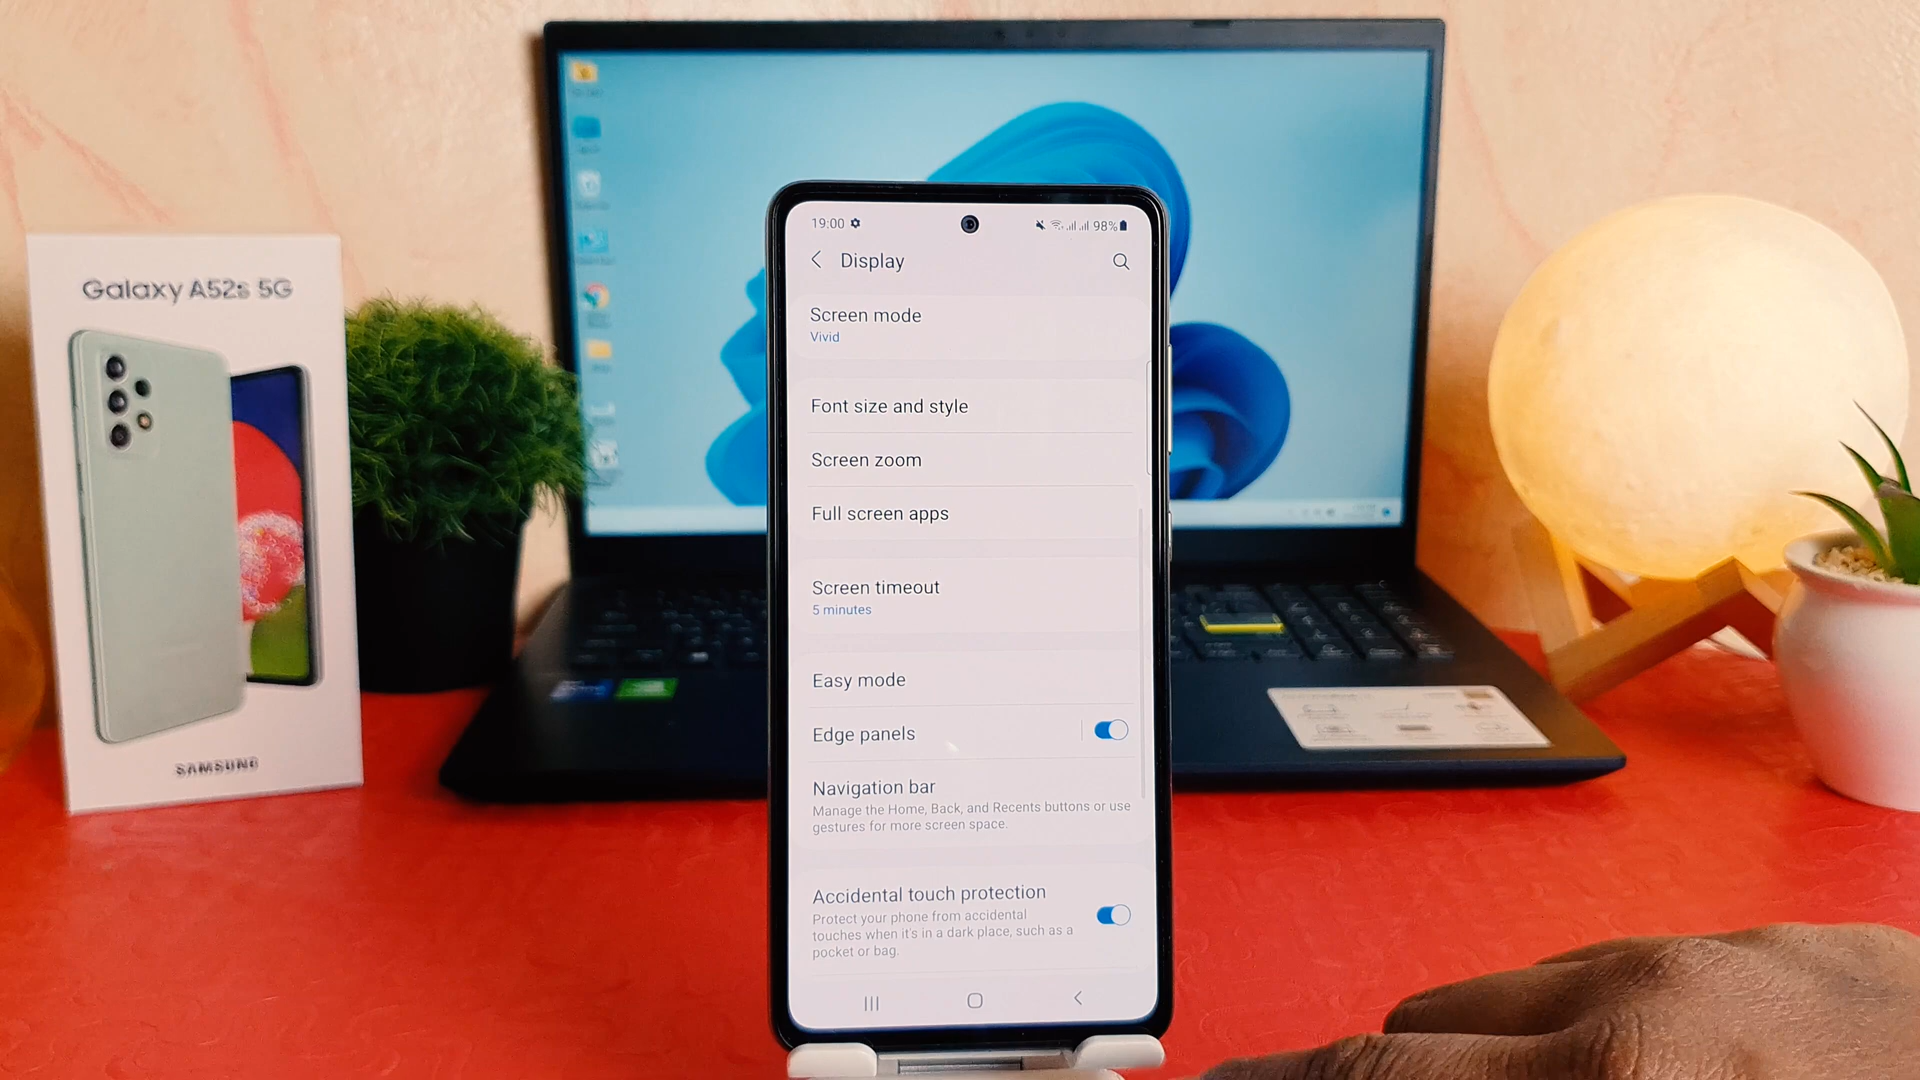 Galaxy A52s 5G
SAMSUNG
19:00
98%
Display
Screen mode
Vivid
Font size and style
Screen zoom
Full screen apps
Screen timeout
5 minutes
Easy mode
Edge panels
Navigation bar
Manage the Home, Back, and Recents buttons or use
gestures for more screen space.
Accidental touch protection
Protect your phone from accidental
touches when it's in a dark place, such as a
pocket or bag.